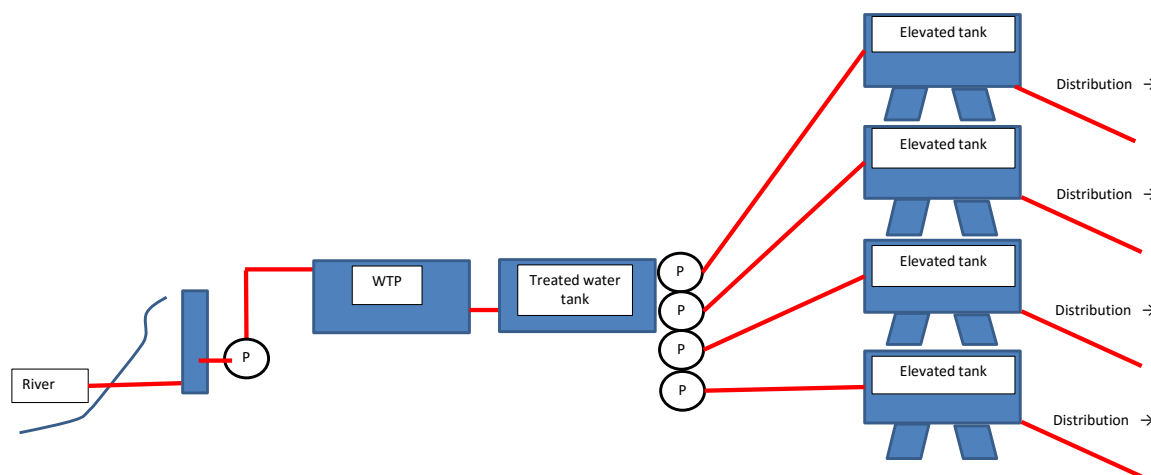 Elevated tank
Distribution →
Elevated tank
Distribution →
Elevated tank
WTP
Treated water
tank
P
P
P
Distribution →
P
P
River
Elevated tank
Distribution →